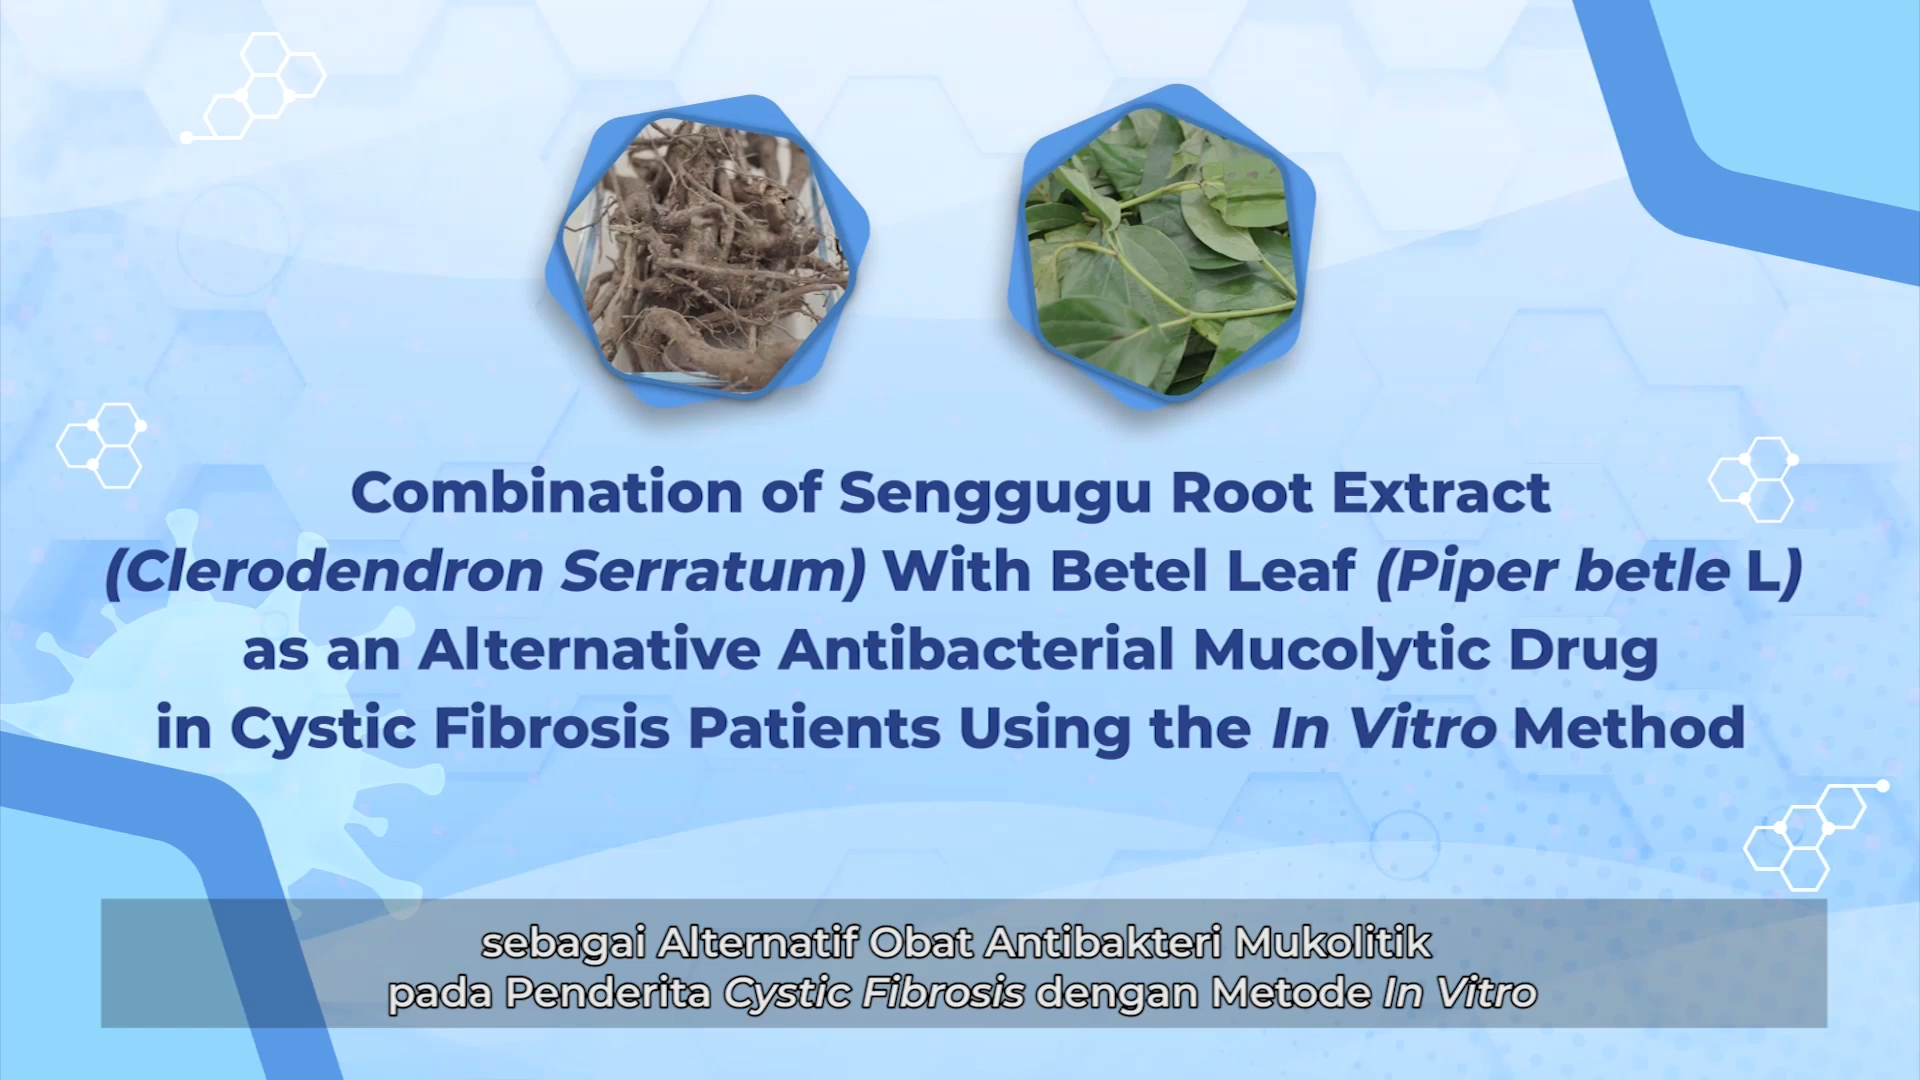 Combination of Senggugu Root Extract
(Clerodendron Serratum) With Betel Leaf (Piper betle L)
as an Alternative Antibacterial Mucolytic Drug
in Cystic Fibrosis Patients Using the In Vitro Method
sebagai Alternatif Obat Antibakteri Mukolitik
pada Penderita Cystic Fibrosis dengan Metode In Vitro